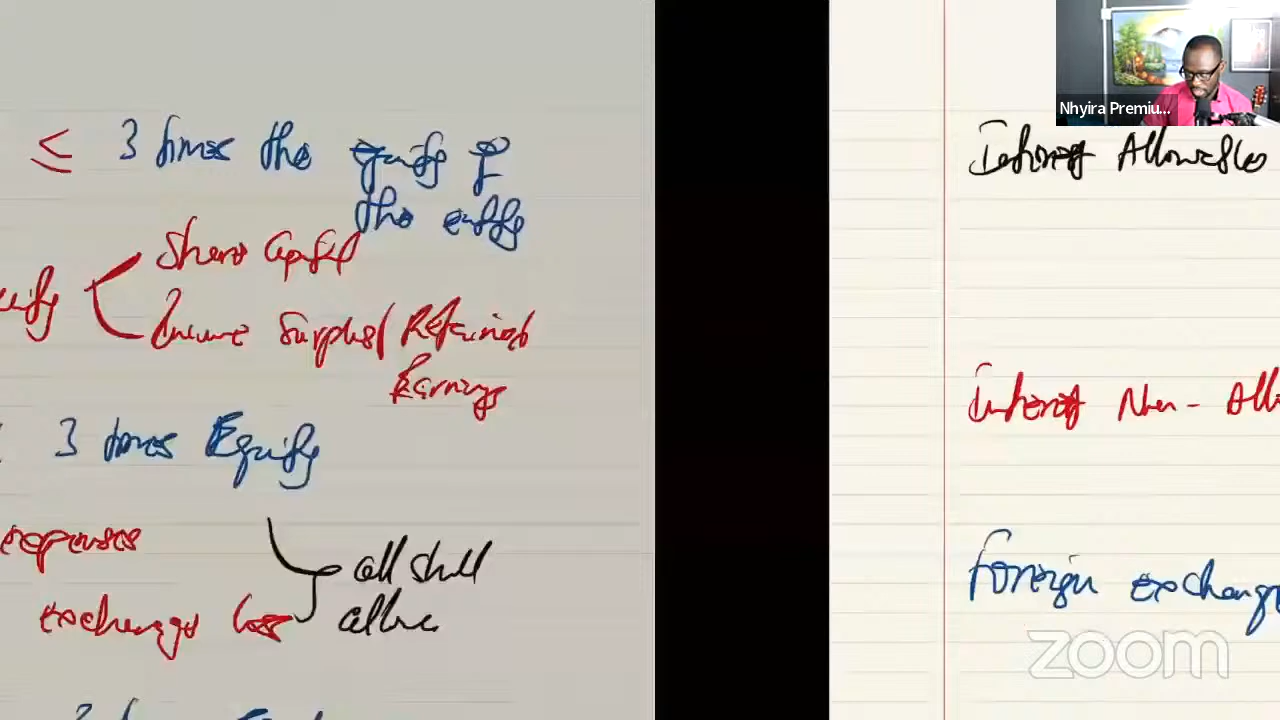 ≤ 3 times the equity of
the entity
Share Capital
Income Surplus/Retained
Earnings
3 times Equity
expenses
all shall
exchange loss
allow
Nhyira Premiu...
Interest Allowable
Interest Non-Allo
Foreign exchange
zoom